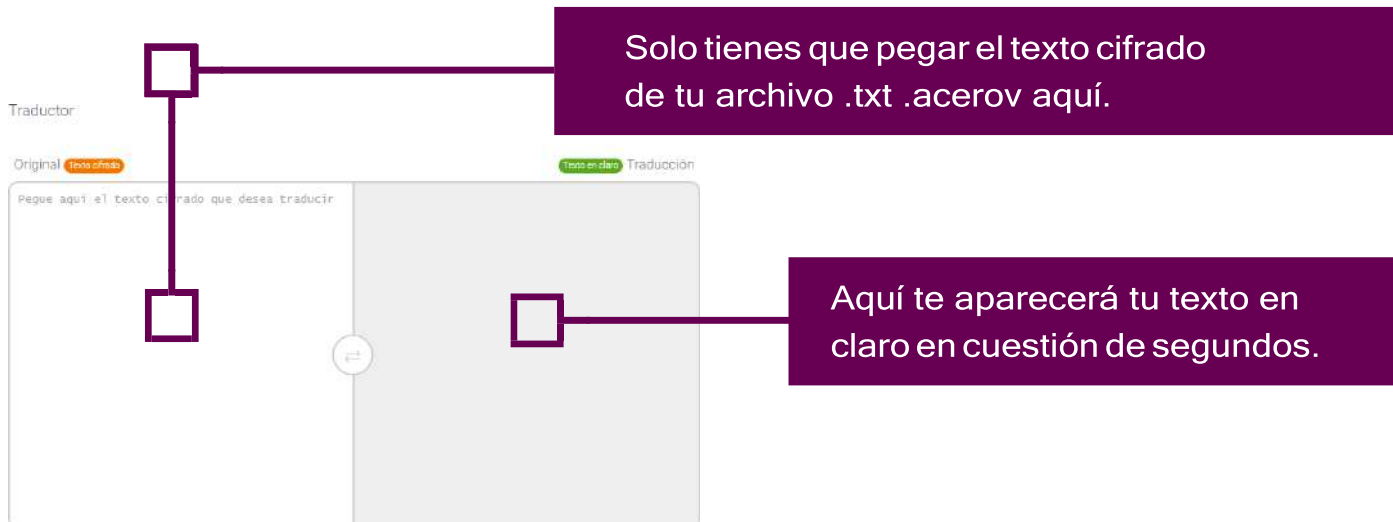 Solo tienes que pegar el texto cifrado
de tu archivo .txt .acerov aquí.
Traductor
Original Texto cifrado
Texto en claro Traducción
Pegue aquí el texto cifrado que desea traducir
Aquí te aparecerá tu texto en
claro en cuestión de segundos.